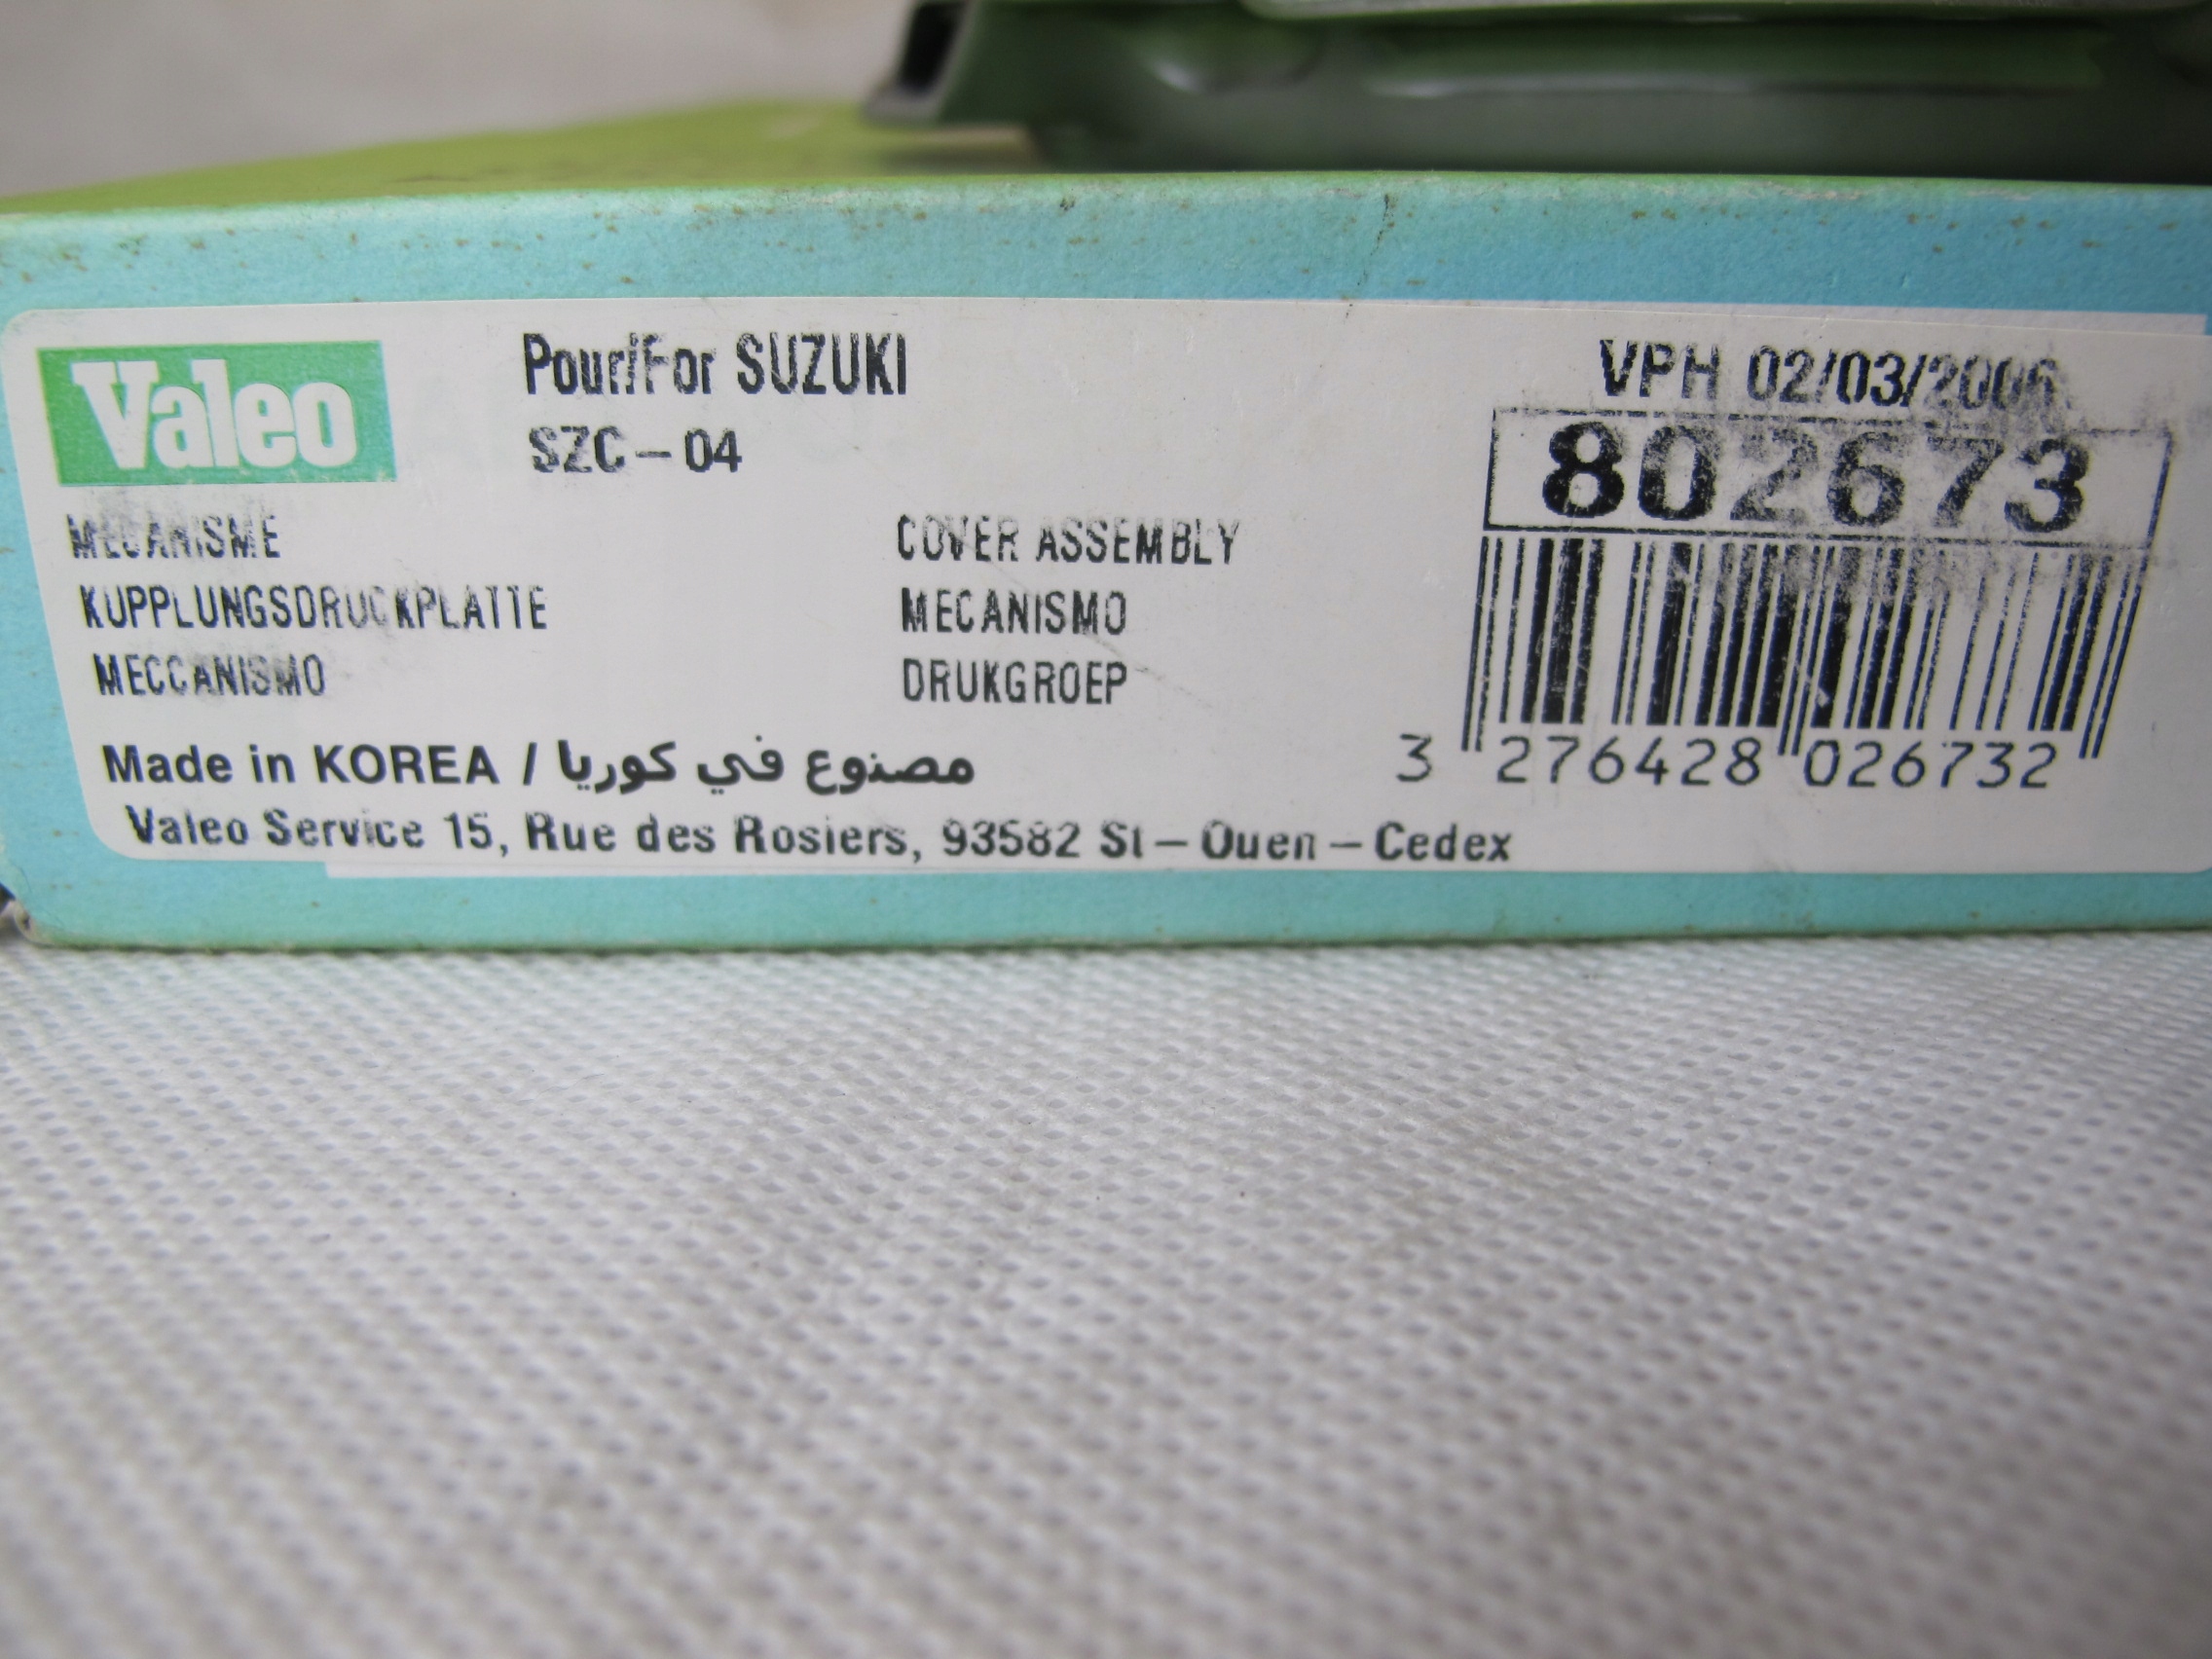 Valeo
Pour/For SUZUKI
SZC-04
VPH 02/03/2006
802673
MECANISME
COVER ASSEMBLY
KUPPLUNGSDRUCKPLATTE
MECANISMO
MECCANISMO
DRUKGROEP
Made in KOREA / مصنوع في كوريا
3 276428 026732
Valeo Service 15, Rue des Rosiers, 93582 St-Ouen-Cedex